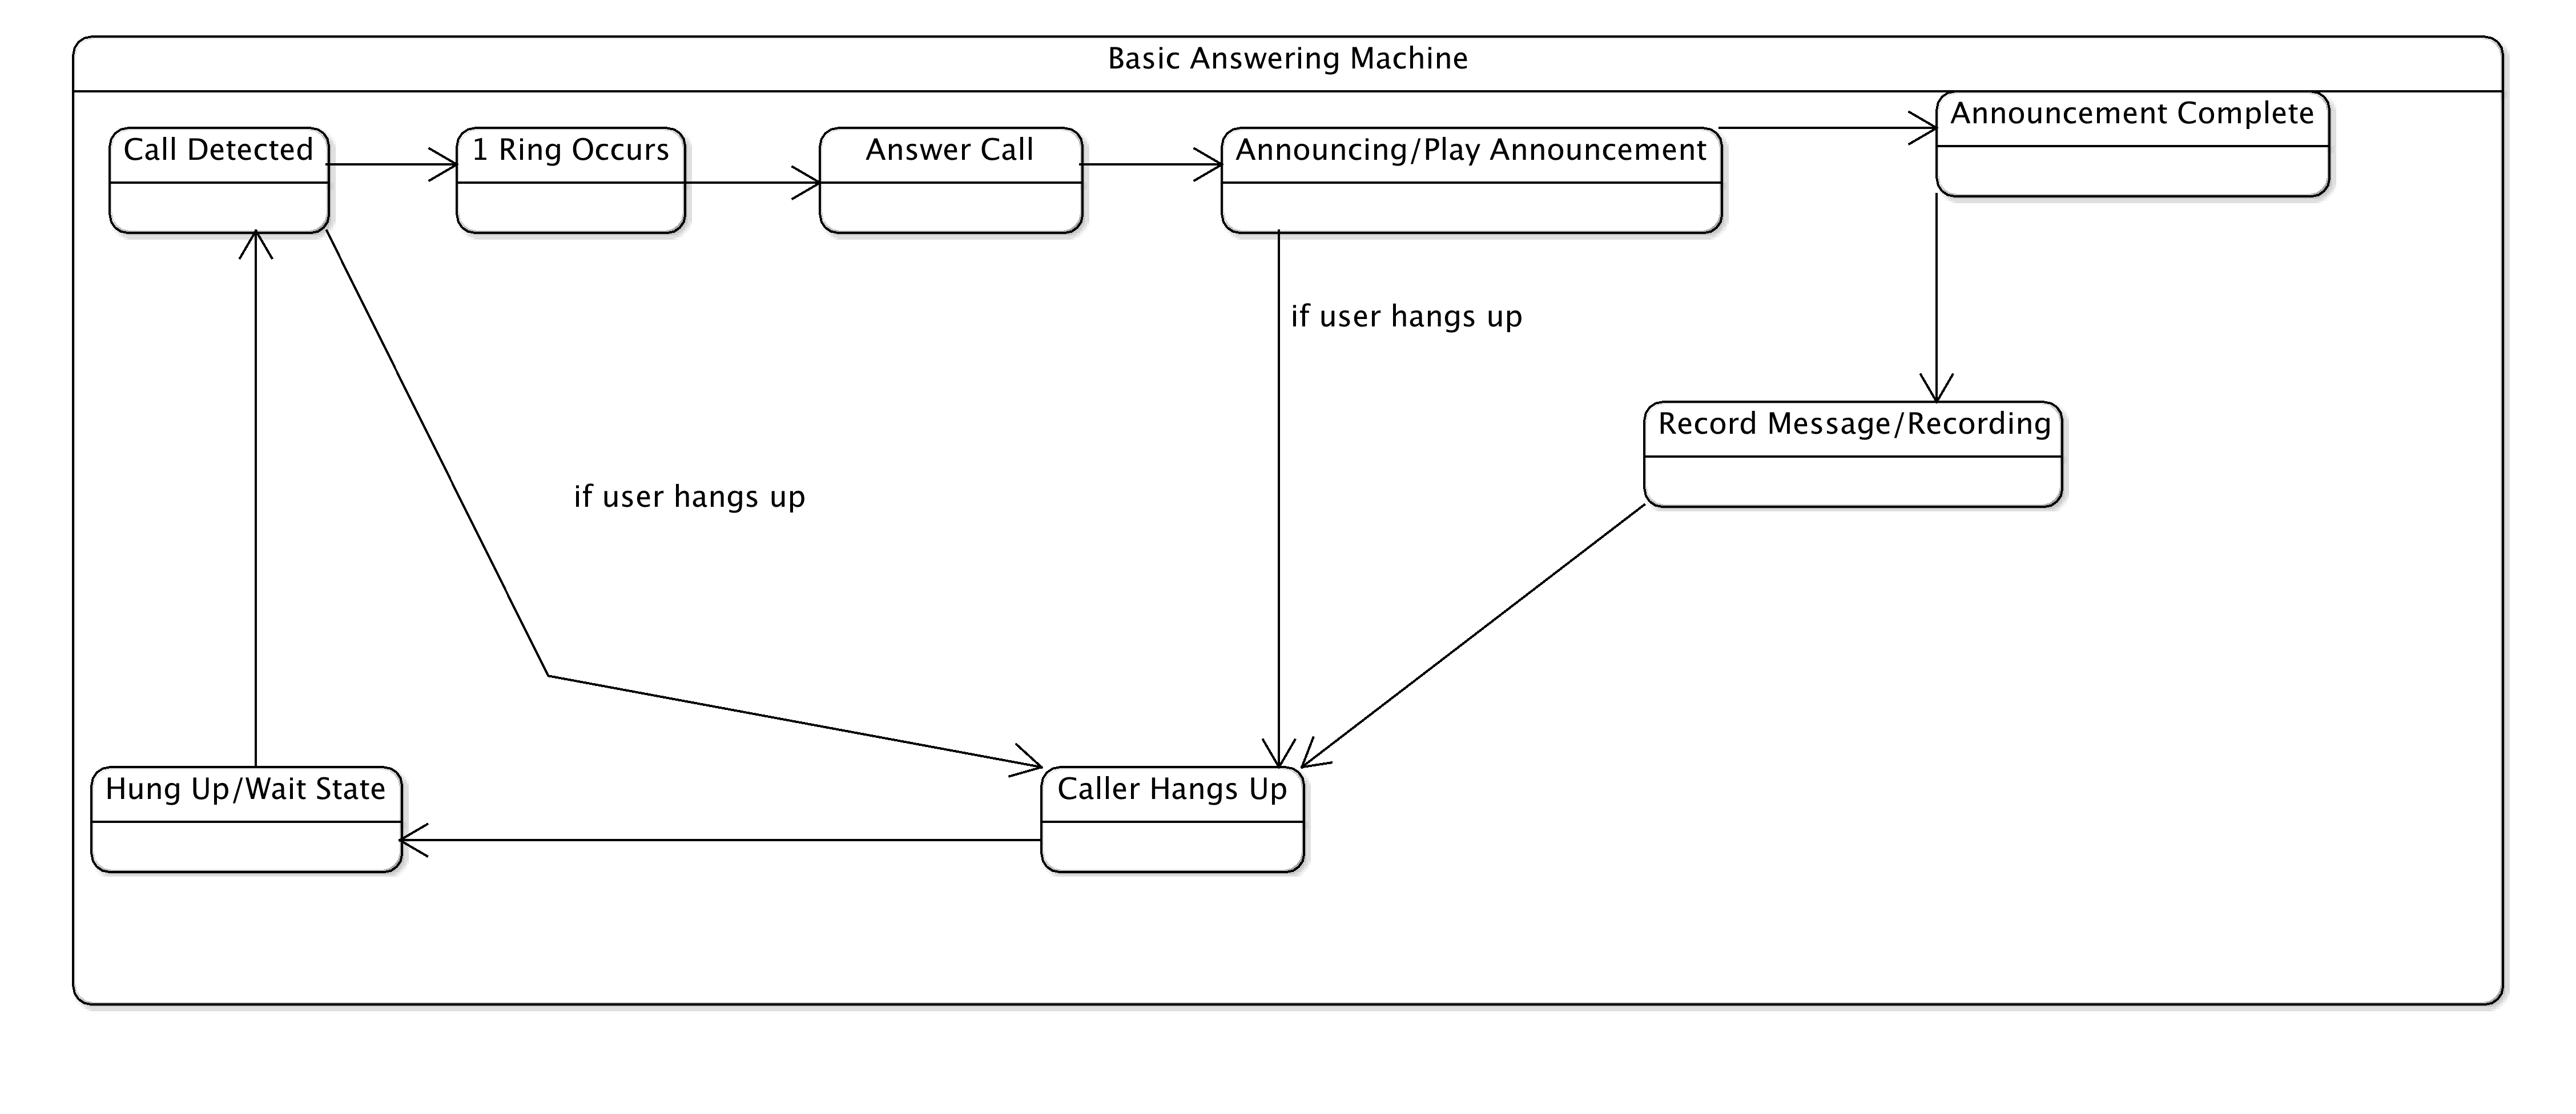 Basic Answering Machine
Call Detected
1 Ring Occurs
Answer Call
Announcing/Play Announcement
Announcement Complete
if user hangs up
Record Message/Recording
if user hangs up
Hung Up/Wait State
Caller Hangs Up